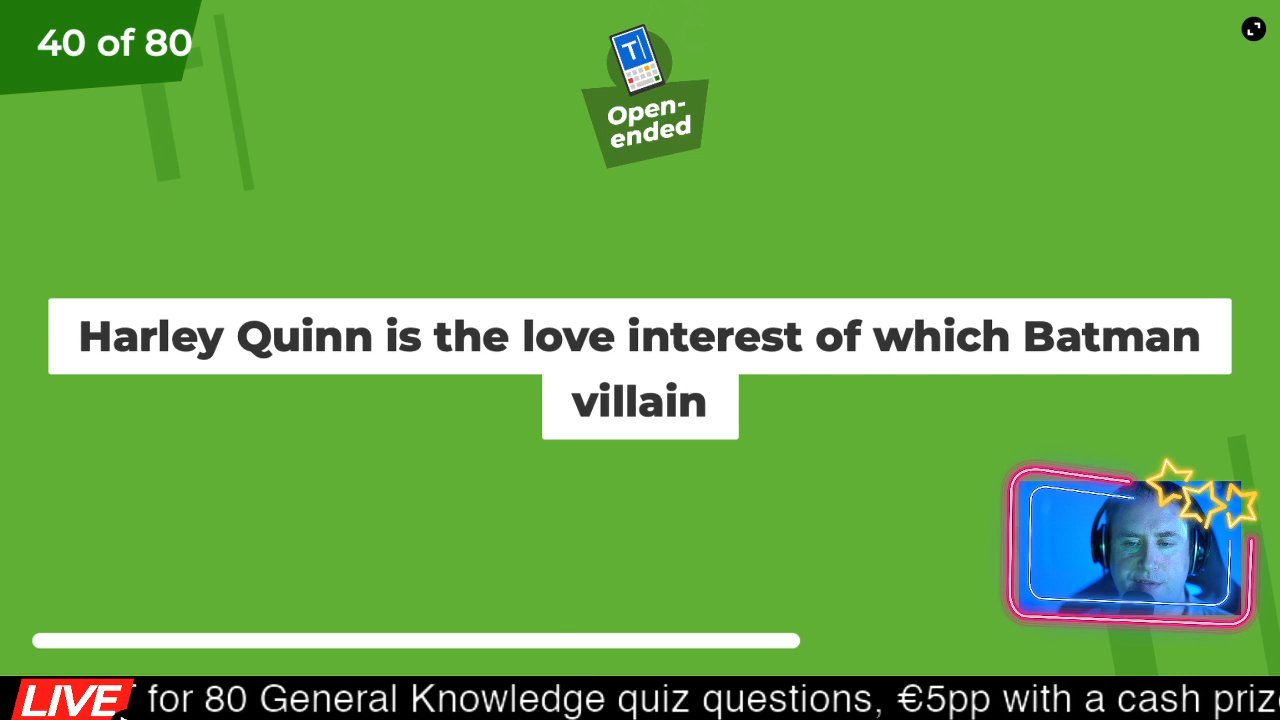 40 of 80
T
Open-
ended
Harley Quinn is the love interest of which Batman
villain
LIVE for 80 General Knowledge quiz questions, €5pp with a cash priz